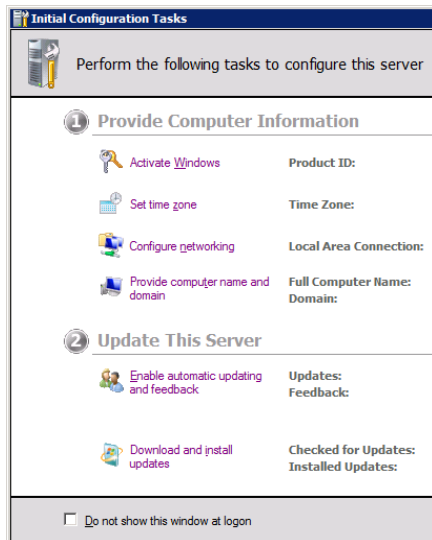 Initial Configuration Tasks
Perform the following tasks to configure this server
1 Provide Computer Information
Activate Windows Product ID:
Set time zone Time Zone:
Configure networking Local Area Connection:
Provide computer name and Full Computer Name:
domain Domain:
2 Update This Server
Enable automatic updating Updates:
and feedback Feedback:
Download and install Checked for Updates:
updates Installed Updates:
Do not show this window at logon